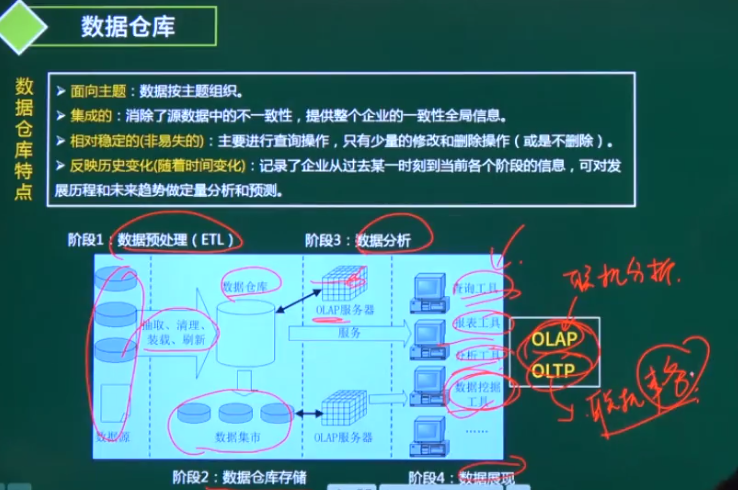 数据仓库
数据仓库特点
➢ 面向主题：数据按主题组织。
➢ 集成的：消除了源数据中的不一致性，提供整个企业的一致性全局信息。
➢ 相对稳定的(非易失的)：主要进行查询操作，只有少量的修改和删除操作（或是不删除）。
➢ 反映历史变化(随着时间变化)：记录了企业从过去某一时刻到当前各个阶段的信息，可对发
展历程和未来趋势做定量分析和预测。
阶段1：数据预处理（ETL）
阶段3：数据分析
数据仓库
抽取、清理、
装载、刷新
数据源
数据集市
OLAP服务器
服务
OLAP服务器
查询工具
报表工具
分析工具
数据挖掘
工具
……
OLAP
OLTP
联机分析.
联机事务.
阶段2：数据仓库存储
阶段4：数据展现